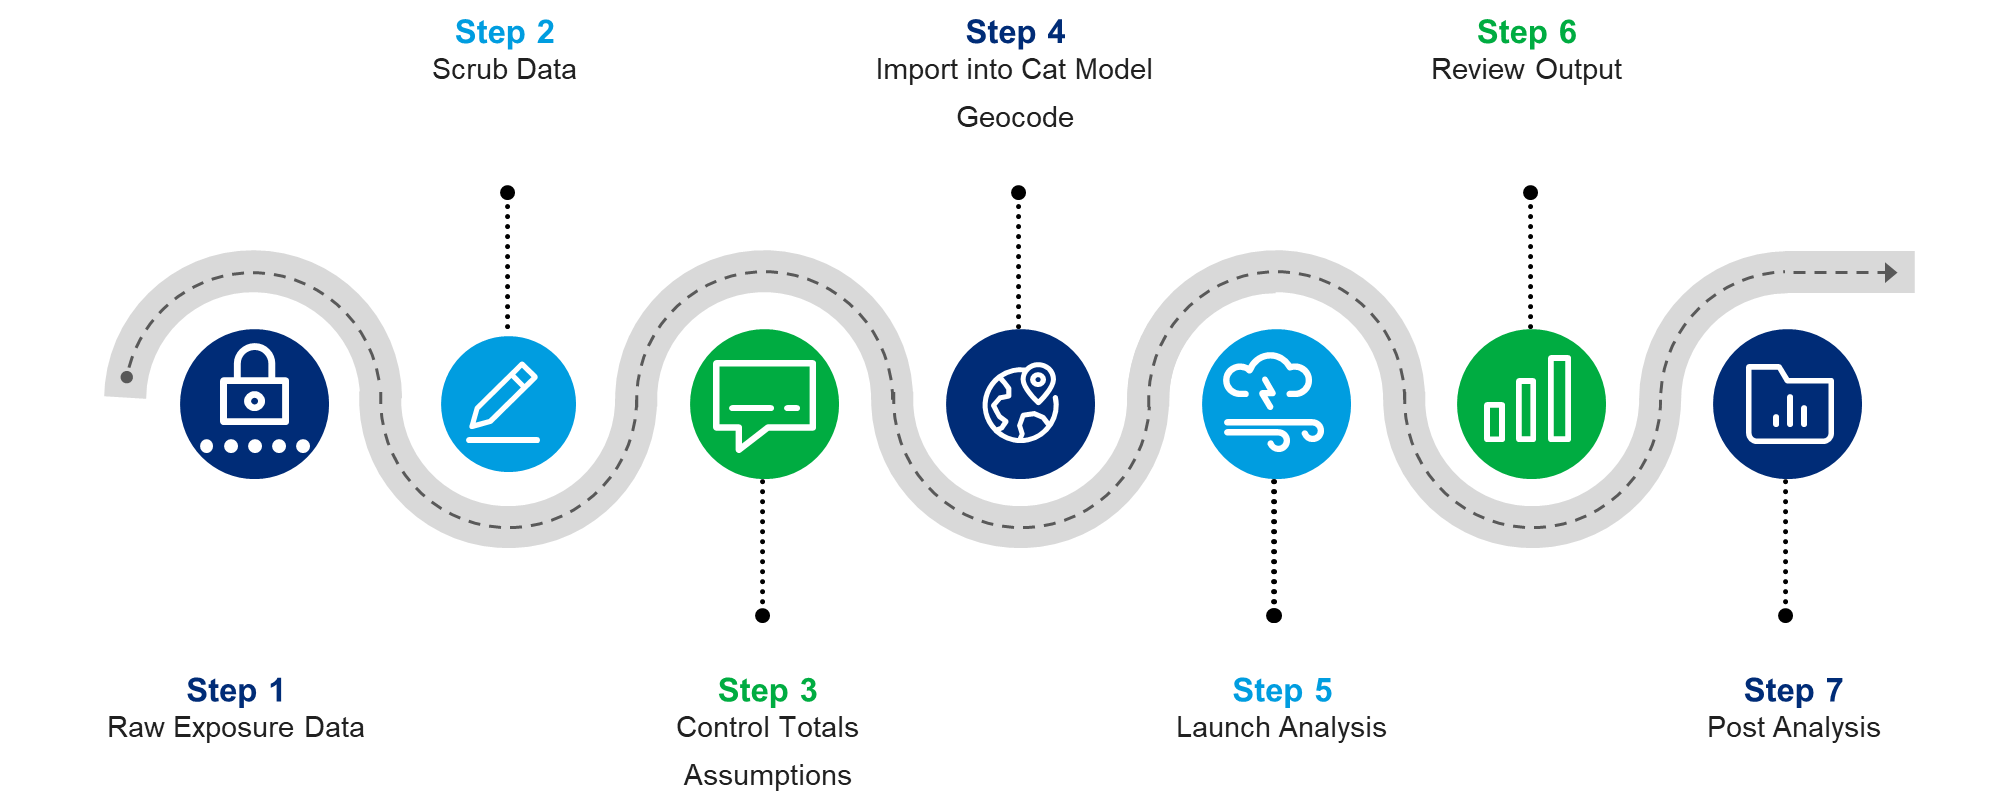 Step 2
Scrub Data
Step 4
Import into Cat Model
Geocode
Step 6
Review Output
Step 1
Raw Exposure Data
Step 3
Control Totals
Assumptions
Step 5
Launch Analysis
Step 7
Post Analysis